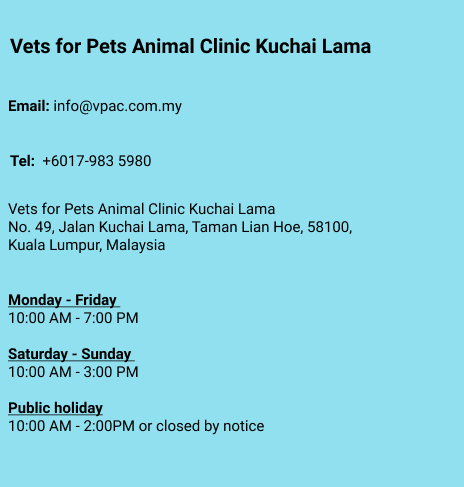 Vets for Pets Animal Clinic Kuchai Lama
Email: info@vpac.com.my
Tel: +6017-983 5980
Vets for Pets Animal Clinic Kuchai Lama
No. 49, Jalan Kuchai Lama, Taman Lian Hoe, 58100,
Kuala Lumpur, Malaysia
Monday - Friday
10:00 AM - 7:00 PM
Saturday - Sunday
10:00 AM - 3:00 PM
Public holiday
10:00 AM - 2:00PM or closed by notice